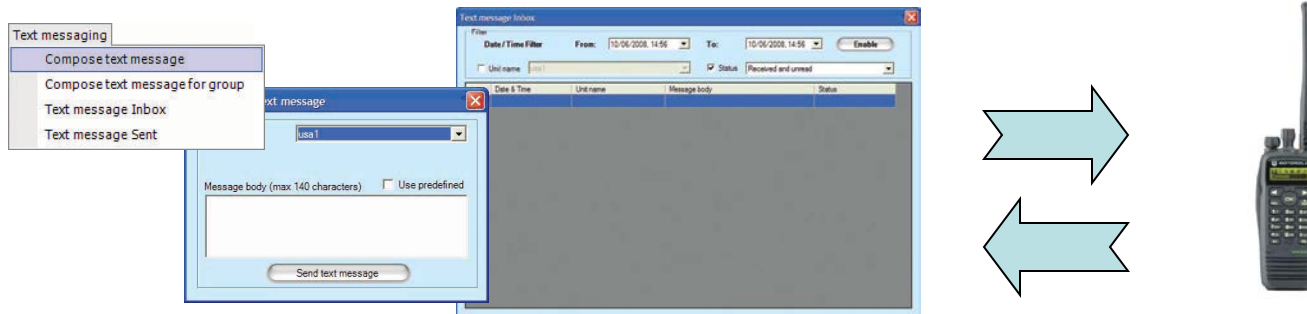 Text messaging
Compose text message
Compose text message for group
Text message Inbox
Text message Sent
text message
usa1
Message body (max 140 characters) Use predefined
Send text message
Text message Inbox
Filter
Date / Time Filter From: 10/06/2008, 14:56 To: 10/06/2008, 14:56 Enable
Unit name usa1 Status Received and unread
Date & Time Unit name Message body Status
MOTOROLA